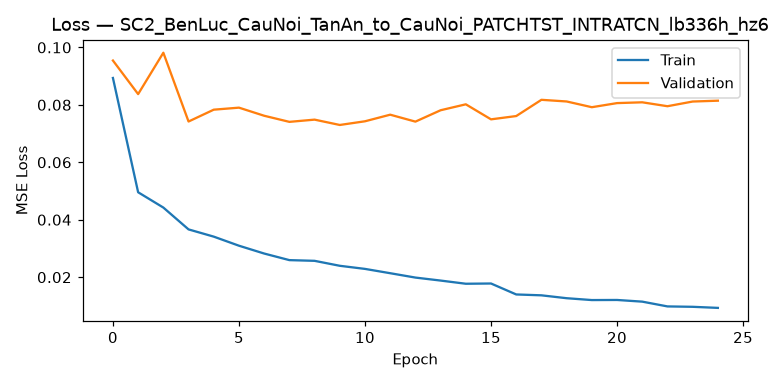 Loss — SC2_BenLuc_CauNoi_TanAn_to_CauNoi_PATCHTST_INTRATCN_lb336h_hz6
Train
Validation
MSE Loss
0.10
0.08
0.06
0.04
0.02
0 5 10 15 20 25
Epoch